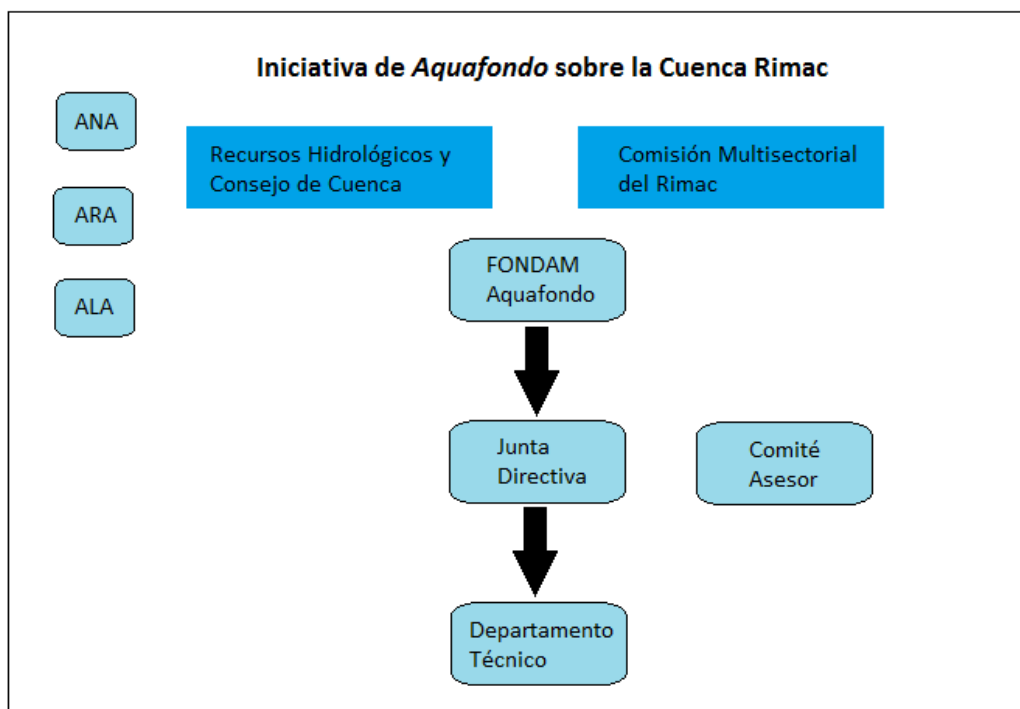 Iniciativa de Aquafondo sobre la Cuenca Rimac
ANA
ARA
ALA
Recursos Hidrológicos y
Consejo de Cuenca
Comisión Multisectorial
del Rimac
FONDAM
Aquafondo
Junta
Directiva
Comité
Asesor
Departamento
Técnico